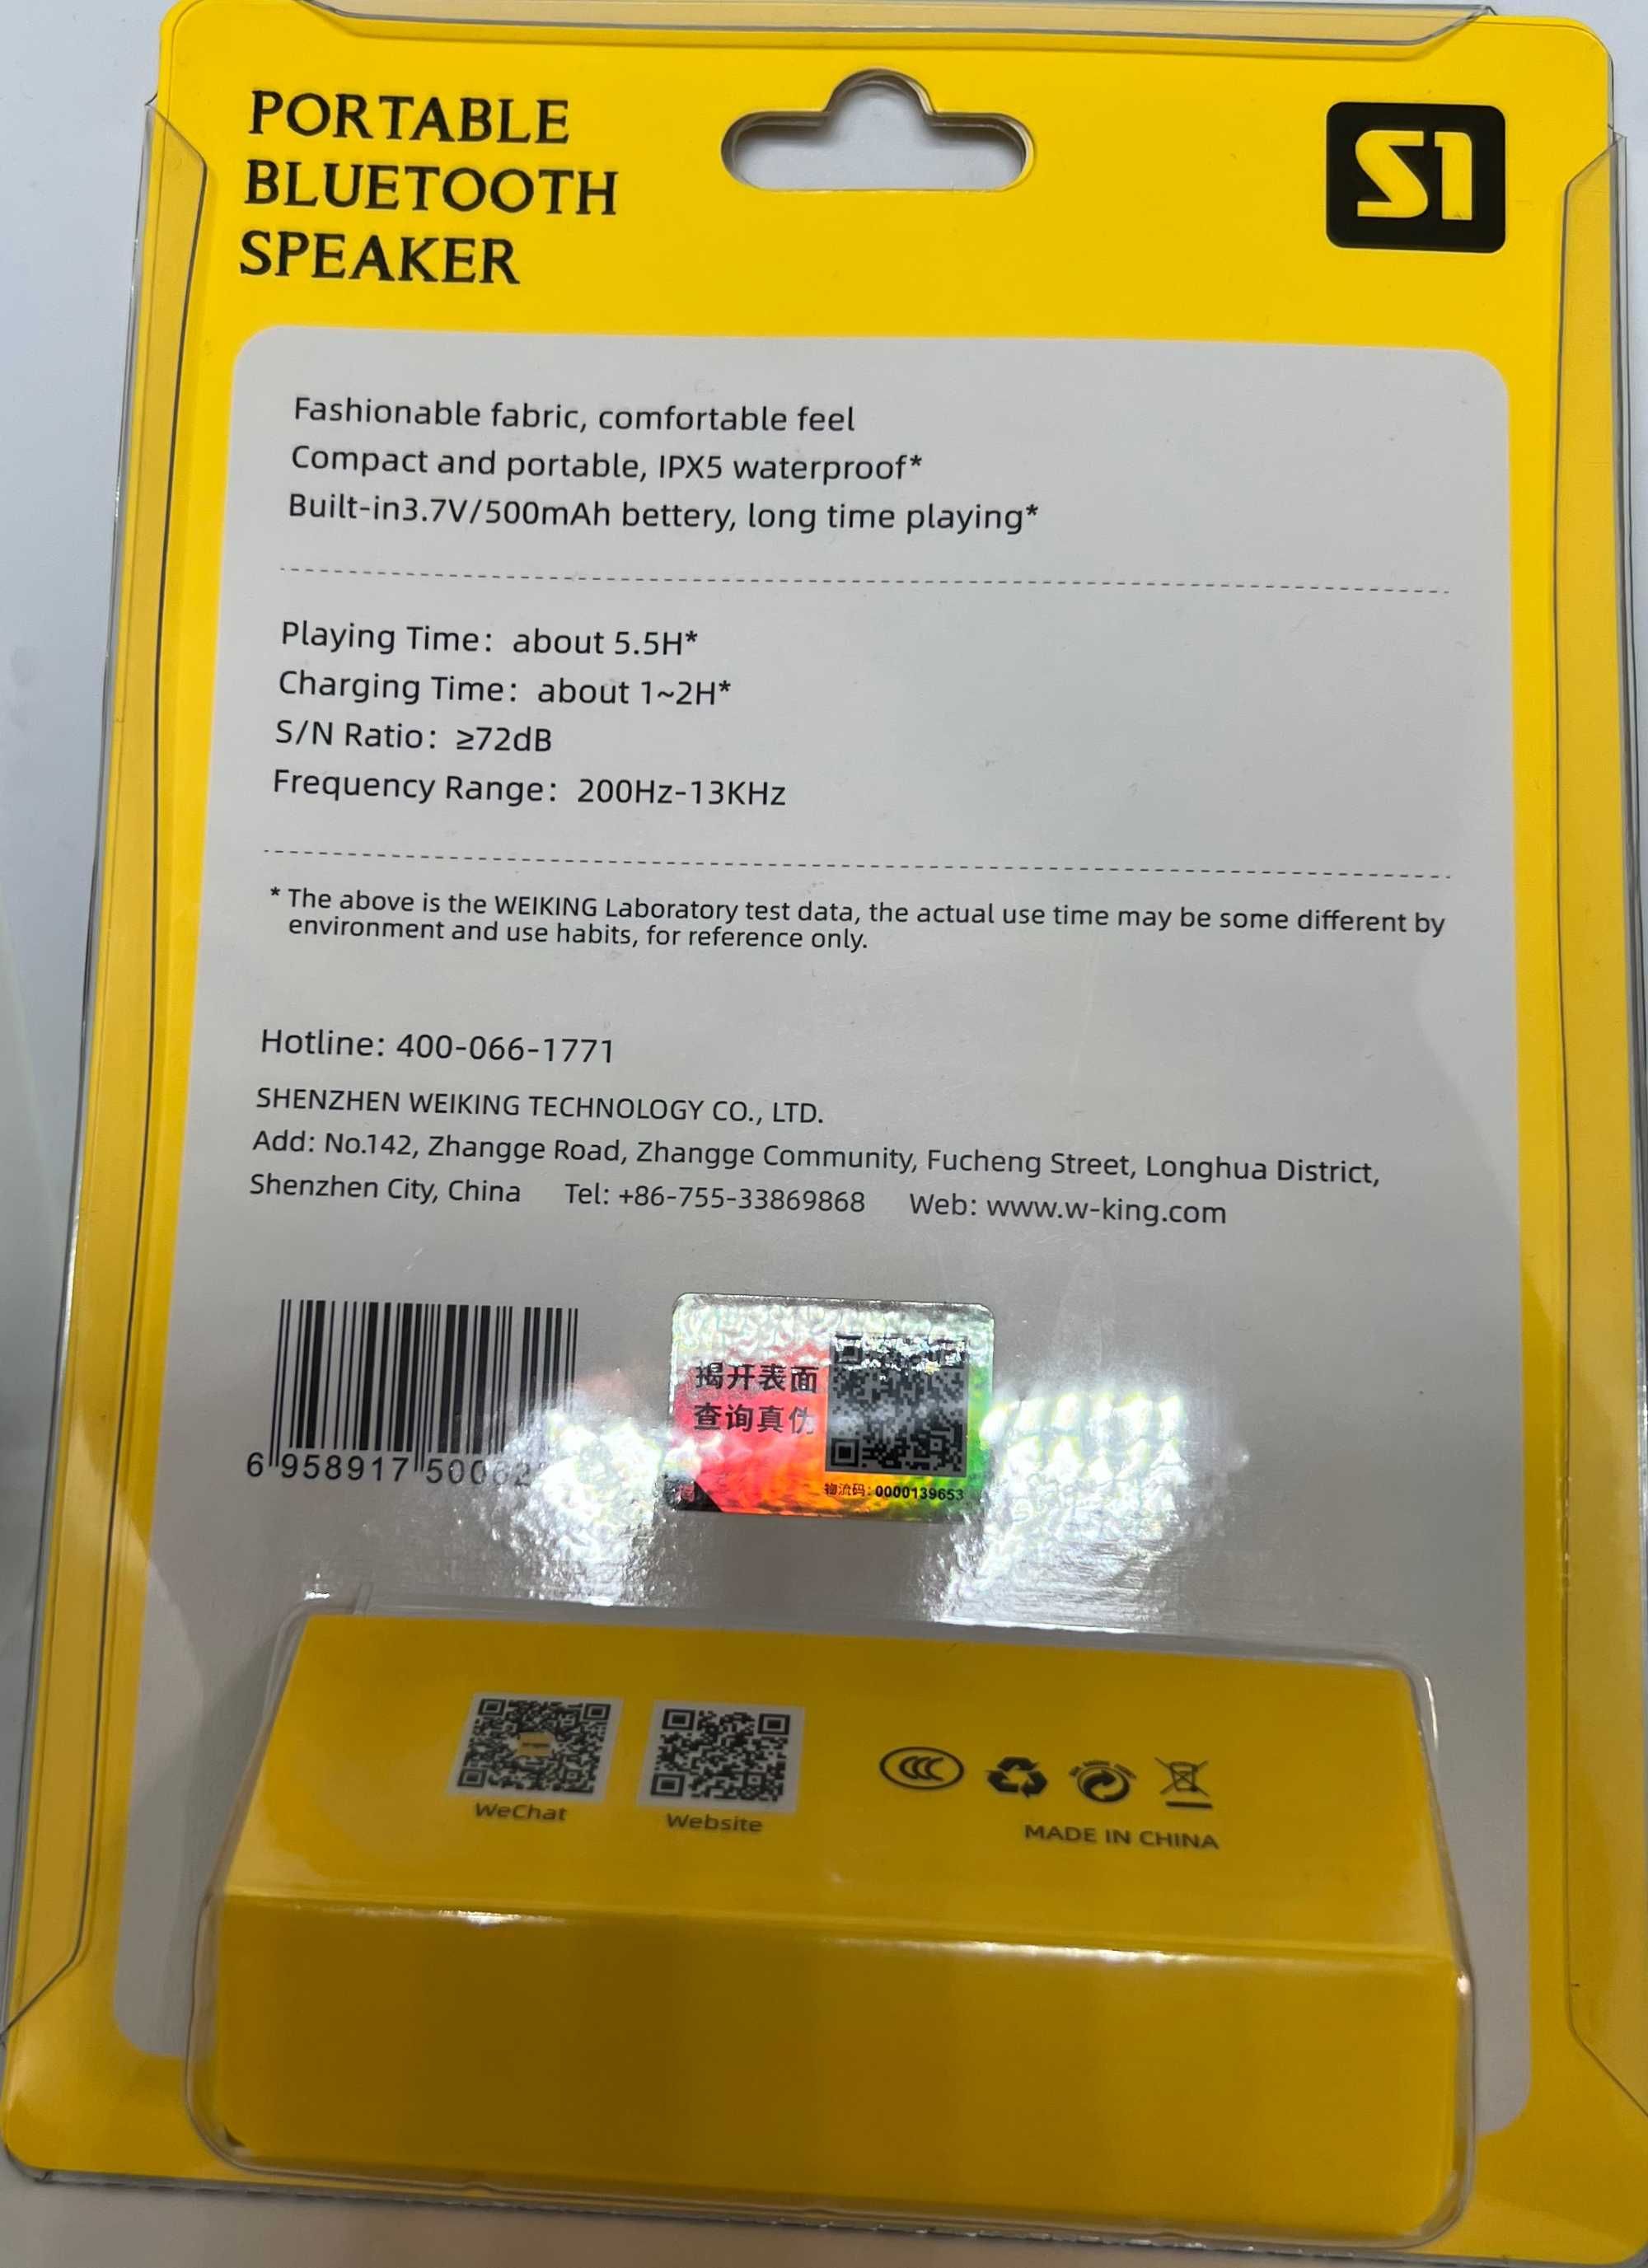 PORTABLE
BLUETOOTH
SPEAKER
S1
Fashionable fabric, comfortable feel
Compact and portable, IPX5 waterproof*
Built-in3.7V/500mAh bettery, long time playing*
Playing Time: about 5.5H*
Charging Time: about 1~2H*
S/N Ratio: ≥72dB
Frequency Range: 200Hz-13KHz
* The above is the WEIKING Laboratory test data, the actual use time may be some different by
environment and use habits, for reference only.
Hotline: 400-066-1771
SHENZHEN WEIKING TECHNOLOGY CO., LTD.
Add: No.142, Zhangge Road, Zhangge Community, Fucheng Street, Longhua District,
Shenzhen City, China Tel: +86-755-33869868 Web: www.w-king.com
揭开表面
查询真伪
物流码: 0000139653
6 958917
WeChat
Website
MADE IN CHINA